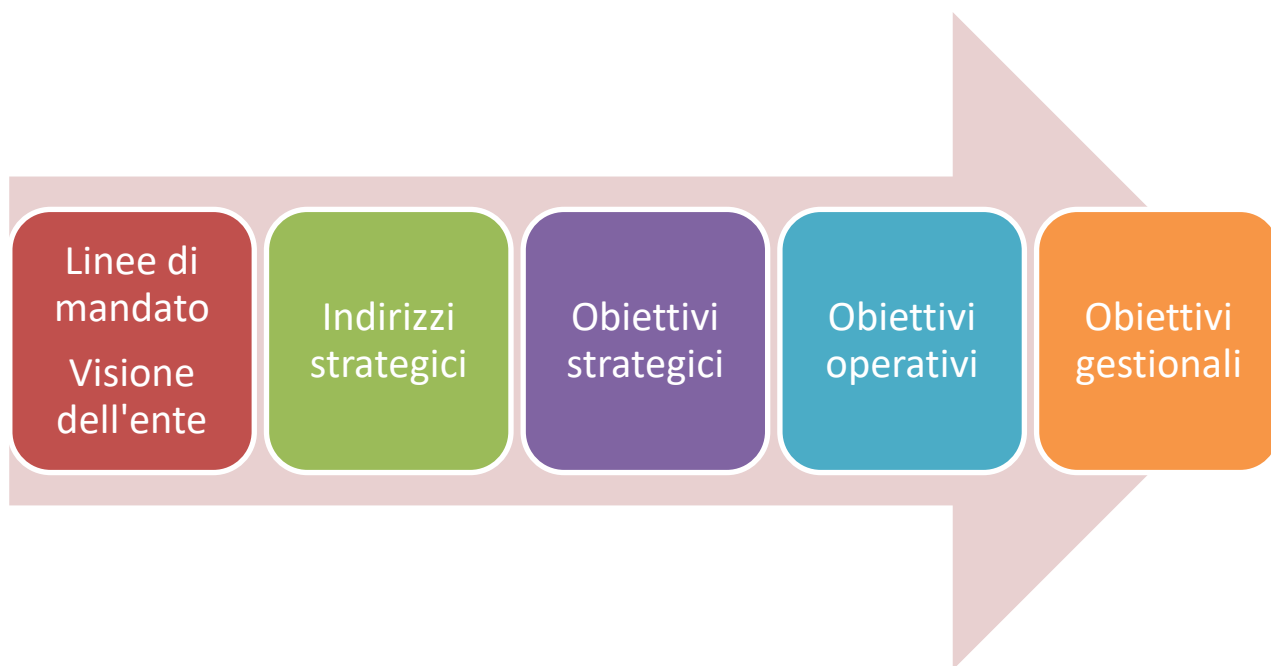 Linee di
mandato
Visione
dell'ente
Indirizzi
strategici
Obiettivi
strategici
Obiettivi
operativi
Obiettivi
gestionali